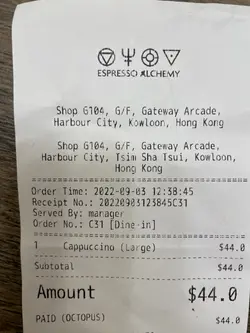 ESPRESSO ALCHEMY
Shop G104, G/F, Gateway Arcade,
Harbour City, Kowloon, Hong Kong
Shop G104, G/F, Gateway Arcade,
Harbour City, Tsim Sha Tsui, Kowloon,
Hong Kong
Order Time: 2022-09-03 12:38:45
Receipt No.: 20220903123845C31
Served By: manager
Order No.: C31 [Dine-in]
1 Cappuccino (Large) $44.0
Subtotal $44.0
Amount $44.0
PAID (OCTOPUS) $44.0